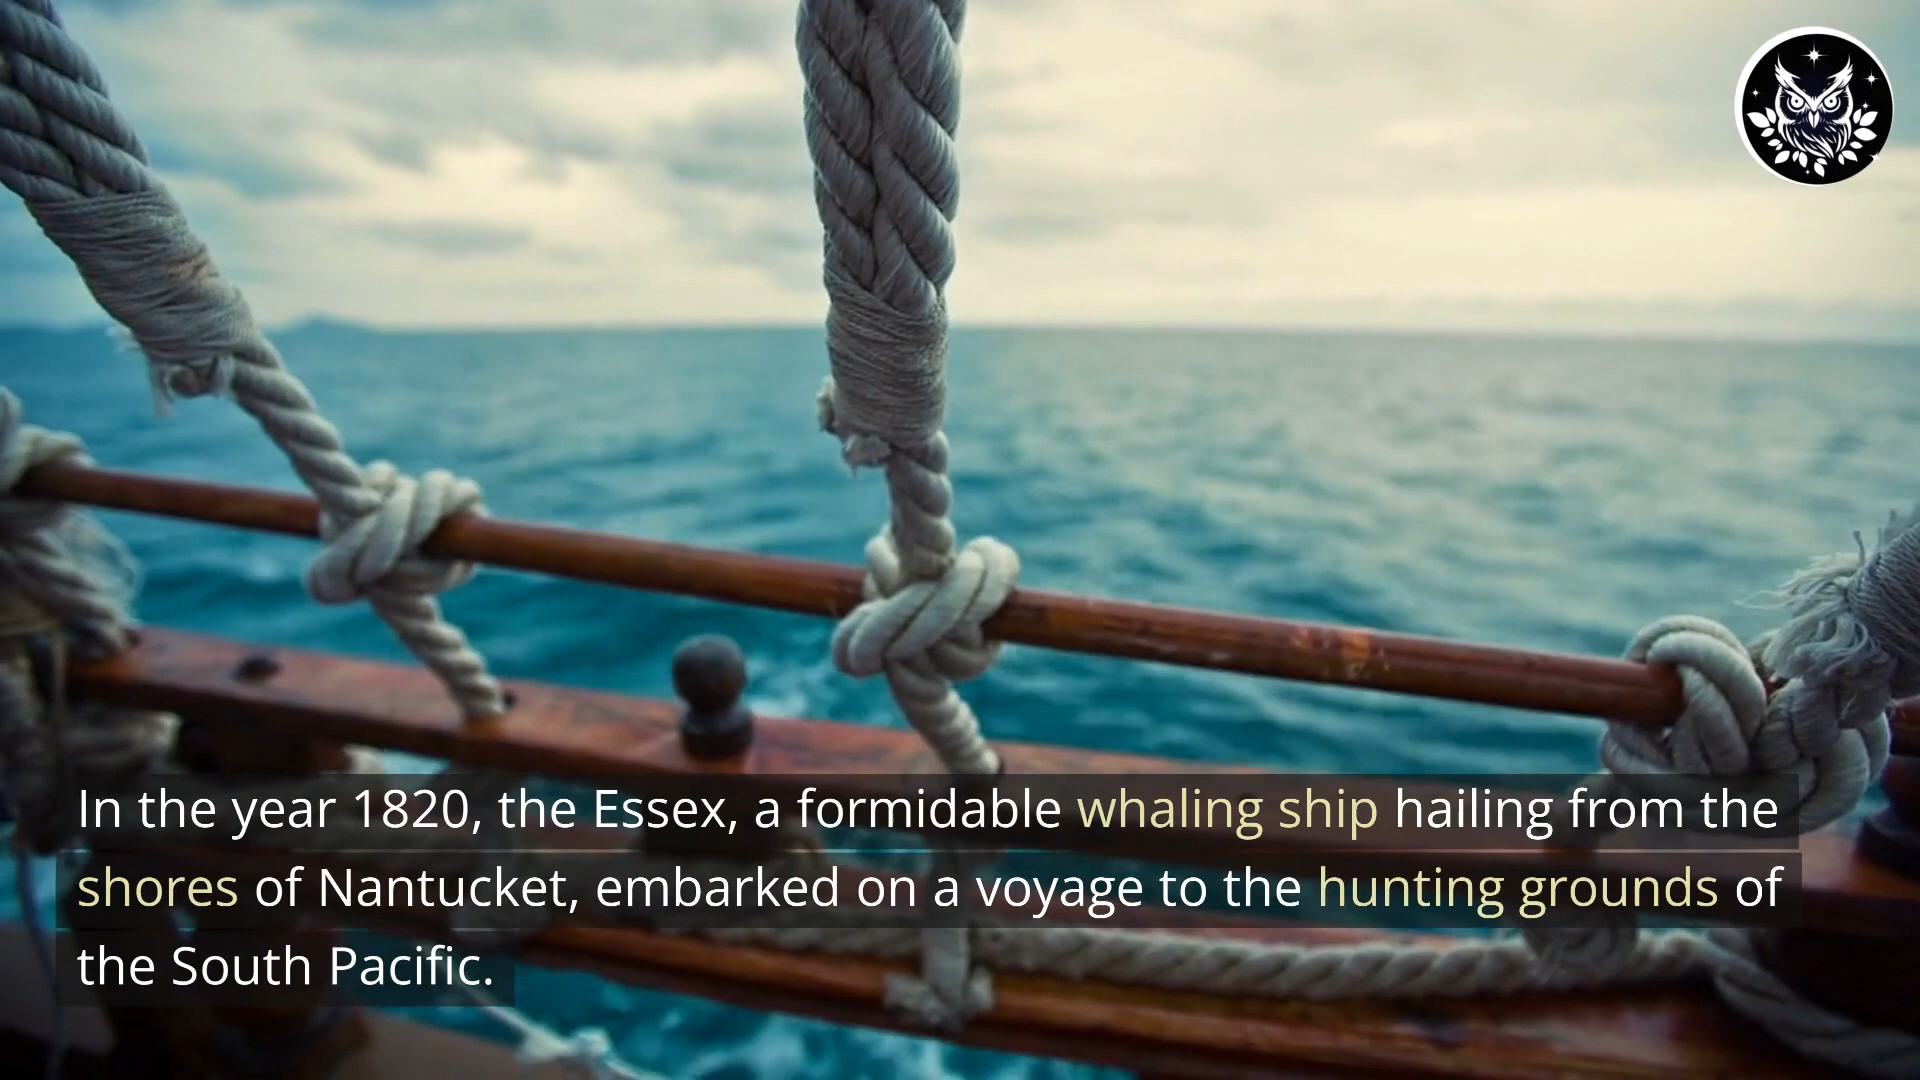 In the year 1820, the Essex, a formidable whaling ship hailing from the
shores of Nantucket, embarked on a voyage to the hunting grounds of
the South Pacific.